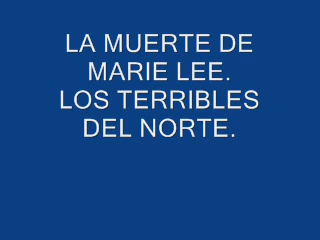 LA MUERTE DE
MARIE LEE.
LOS TERRIBLES
DEL NORTE.